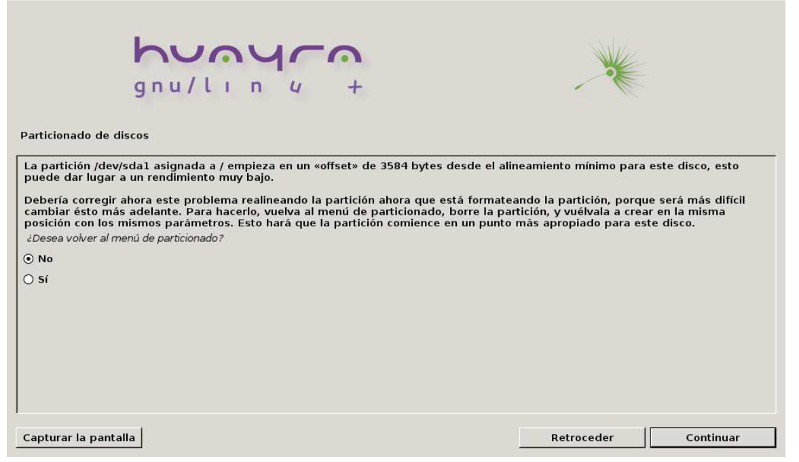 huayra
gnu/linux +
Particionado de discos
La partición /dev/sda1 asignada a / empieza en un «offset» de 3584 bytes desde el alineamiento mínimo para este disco, esto
puede dar lugar a un rendimiento muy bajo.
Debería corregir ahora este problema realineando la partición ahora que está formateando la partición, porque será más difícil
cambiar ésto más adelante. Para hacerlo, vuelva al menú de particionado, borre la partición, y vuélvala a crear en la misma
posición con los mismos parámetros. Esto hará que la partición comience en un punto más apropiado para este disco.
¿Desea volver al menú de particionado?
No
Sí
Capturar la pantalla
Retroceder
Continuar